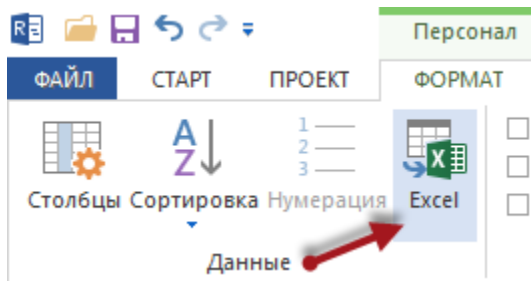 Персонал
ФАЙЛ СТАРТ ПРОЕКТ ФОРМАТ
Столбцы Сортировка Нумерация Excel
Данные